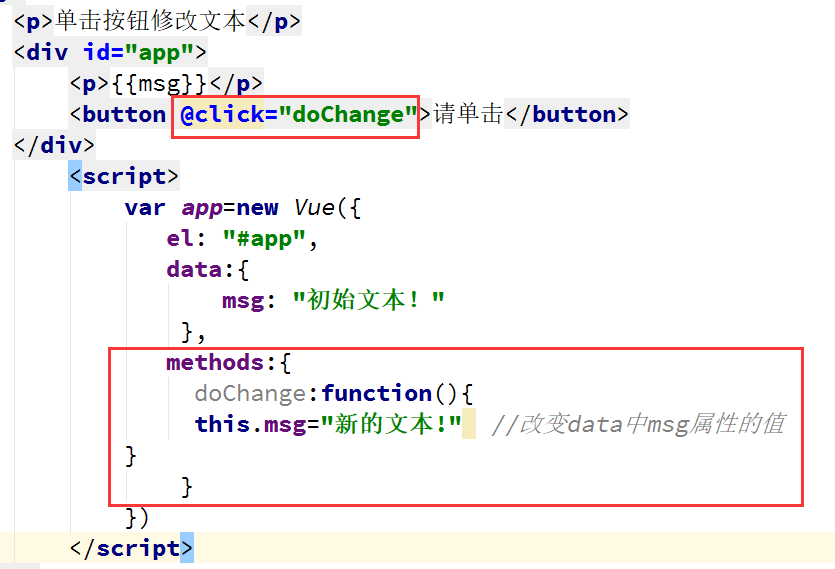 <p>单击按钮修改文本</p>
<div id="app">
<p>{{msg}}</p>
<button @click="doChange">请单击</button>
</div>
<script>
var app=new Vue({
el: "#app",
data:{
msg: "初始文本！"
},
methods:{
doChange:function(){
this.msg="新的文本!" //改变data中msg属性的值
}
}
})
</script>